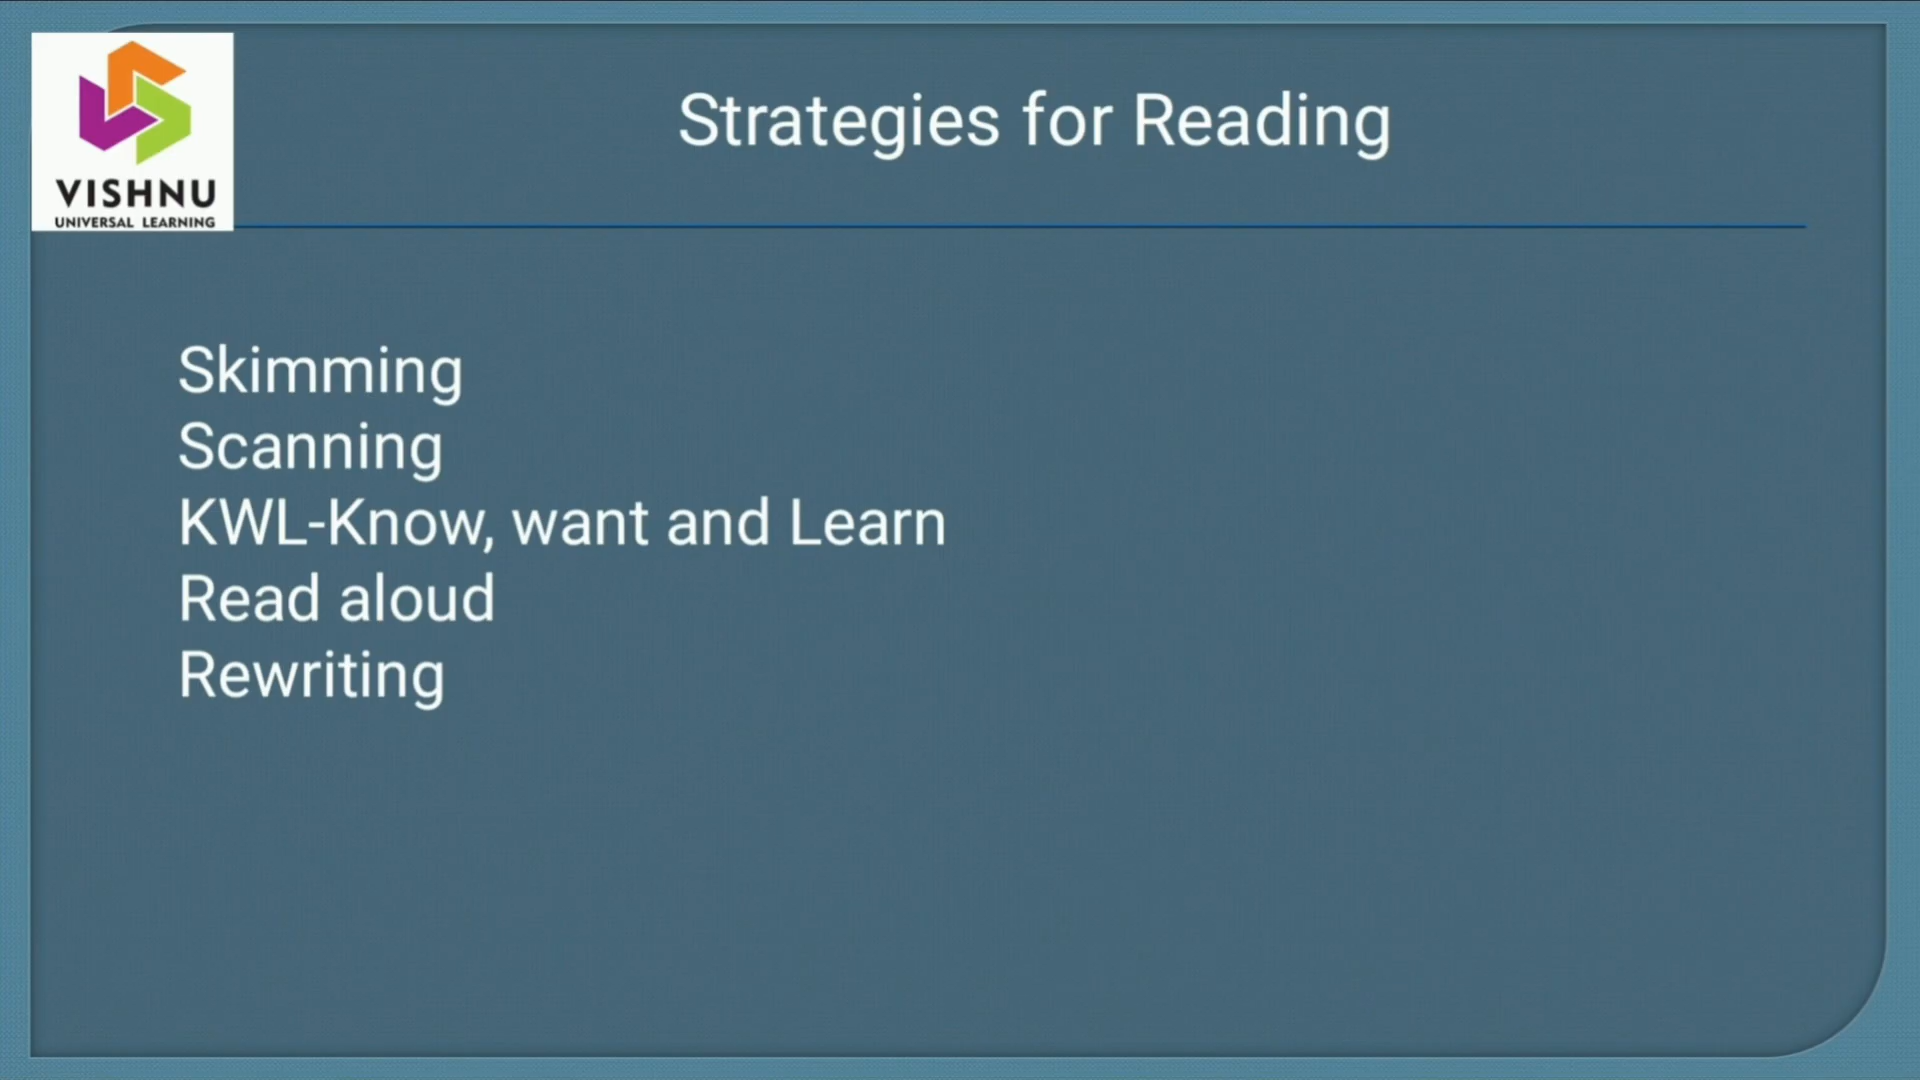 Strategies for Reading
VISHNU
UNIVERSAL LEARNING
Skimming
Scanning
KWL-Know, want and Learn
Read aloud
Rewriting